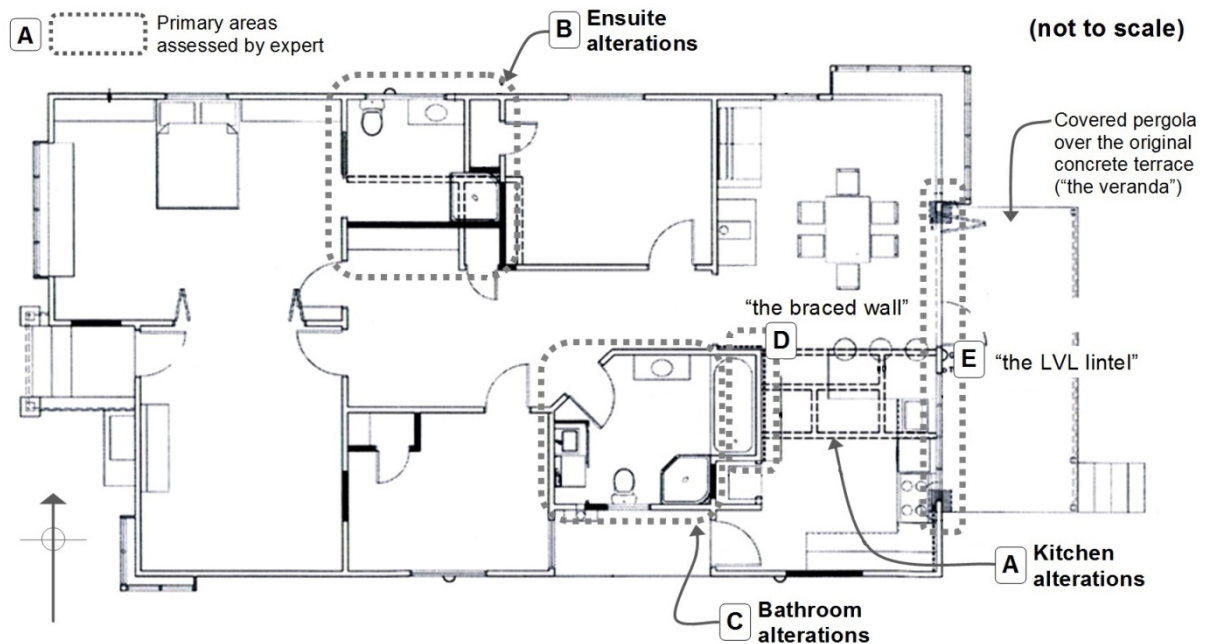 A
Primary areas
assessed by expert
B
Ensuite
alterations
(not to scale)
Covered pergola
over the original
concrete terrace
(“the veranda”)
“the braced wall”
D
E
“the LVL lintel”
A
Kitchen
alterations
C
Bathroom
alterations